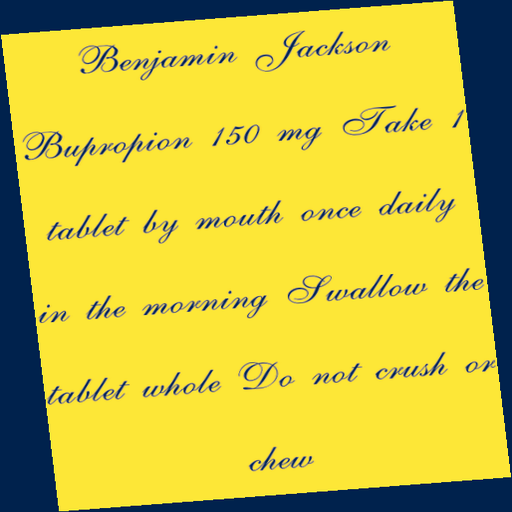 Benjamin Jackson
Bupropion 150 mg Take 1
tablet by mouth once daily
in the morning Swallow the
tablet whole Do not crush or
chew